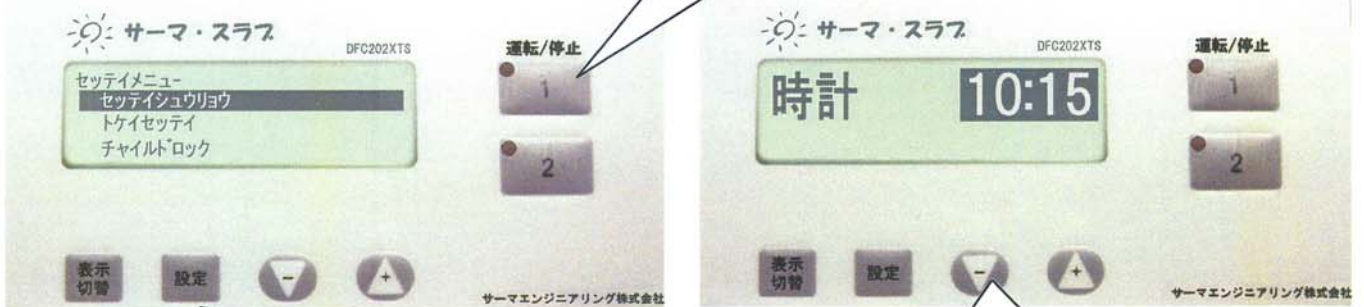 サーマ・スラブ
DFC202XTS
運転/停止
セッテイメニュー
セッテイシュウリョウ
トケイセッテイ
チャイルドロック
1
2
表示
切替
設定
-
+
サーマエンジニアリング株式会社
サーマ・スラブ
DFC202XTS
運転/停止
時計 10:15
1
2
表示
切替
設定
-
+
サーマエンジニアリング株式会社